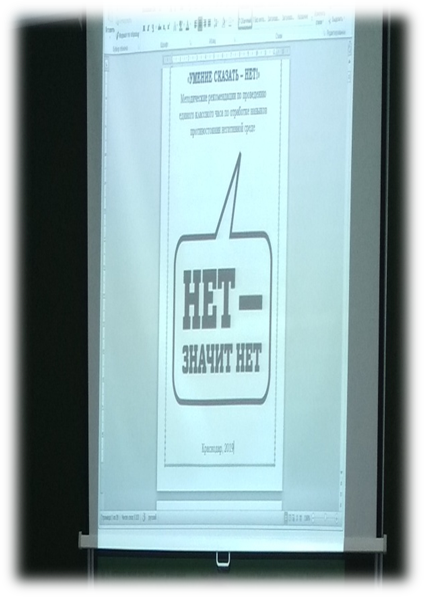 «УМЕНИЕ СКАЗАТЬ – НЕТ!»
Методические рекомендации по проведению
единого классного часа по отработке навыков
противостояния негативной среде
НЕТ –
ЗНАЧИТ НЕТ
Краснодар, 2019